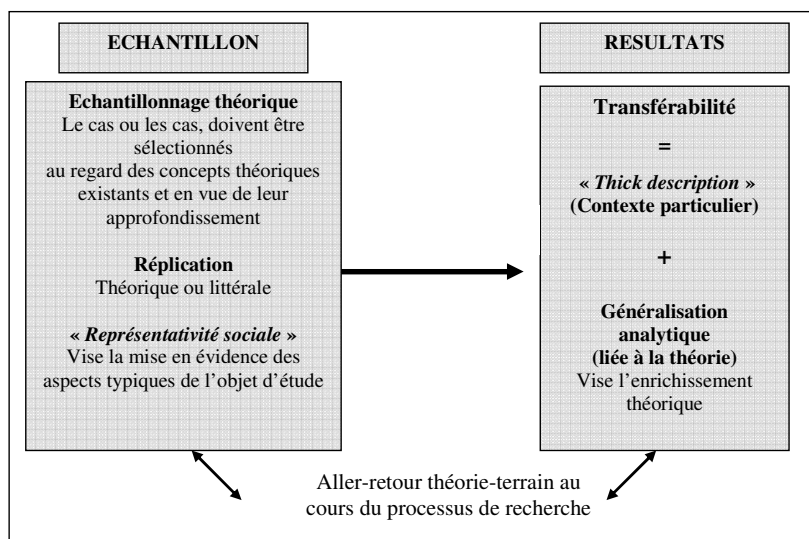 ECHANTILLON
Echantillonnage théorique
Le cas ou les cas, doivent être
sélectionnés
au regard des concepts théoriques
existants et en vue de leur
approfondissement
Réplication
Théorique ou littérale
« Représentativité sociale »
Vise la mise en évidence des
aspects typiques de l’objet d’étude
RESULTATS
Transférabilité
=
« Thick description »
(Contexte particulier)
+
Généralisation
analytique
(liée à la théorie)
Vise l’enrichissement
théorique
Aller-retour théorie-terrain au
cours du processus de recherche